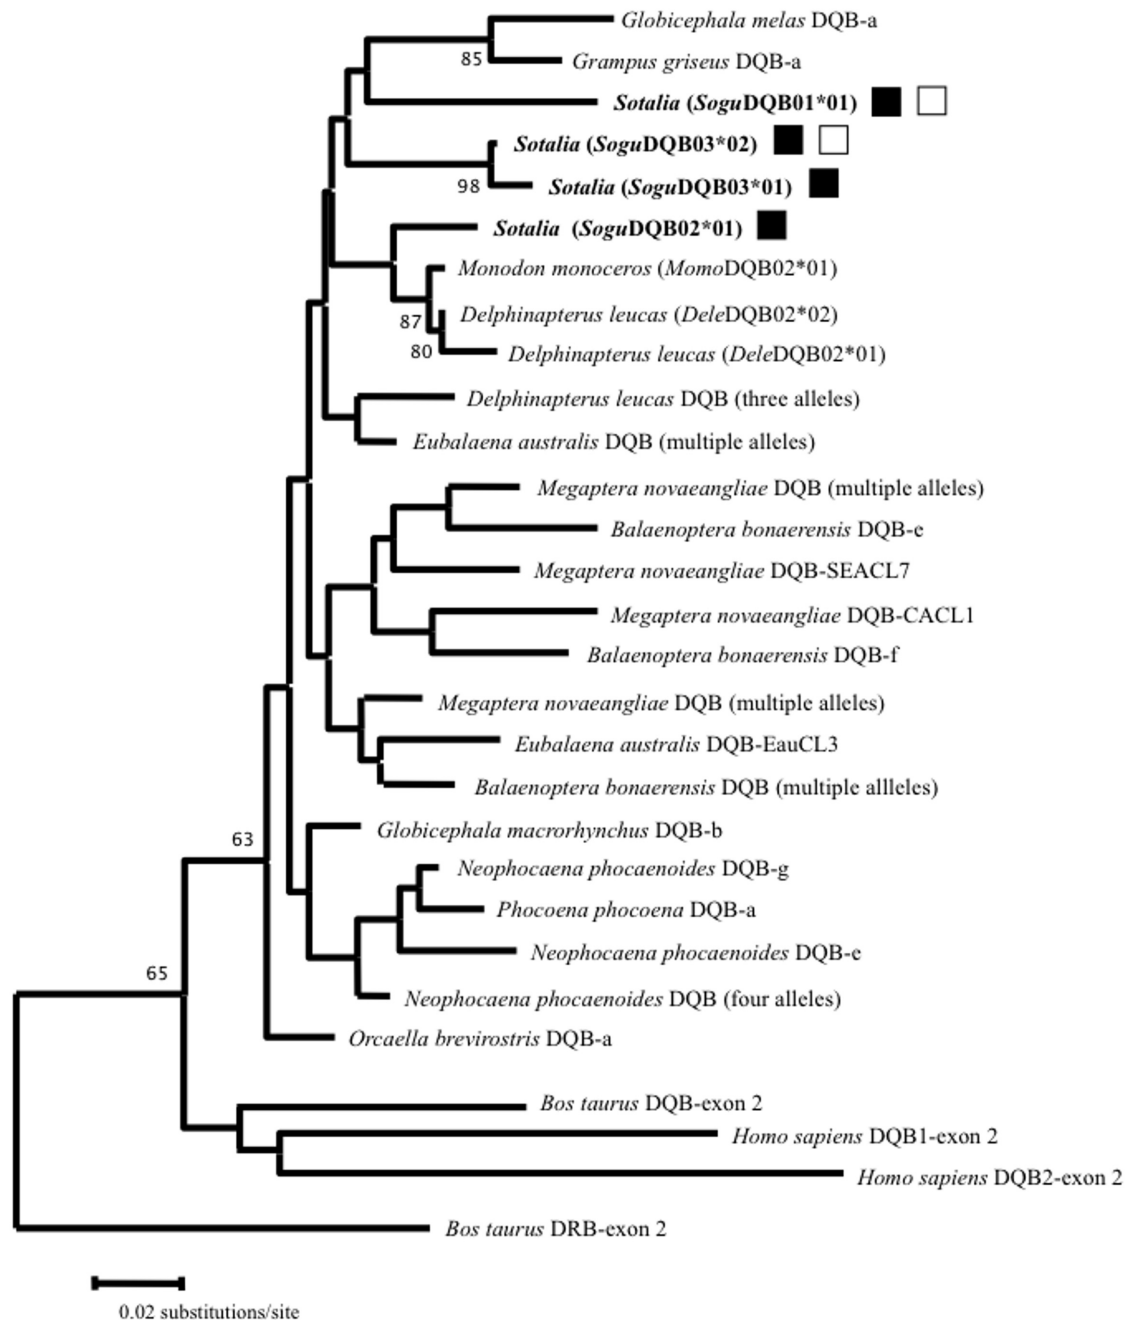 Globicephala melas DQB-a
85
Grampus griseus DQB-a
Sotalia (SoguDQB01*01)
Sotalia (SoguDQB03*02)
98
Sotalia (SoguDQB03*01)
Sotalia (SoguDQB02*01)
Monodon monoceros (MomoDQB02*01)
Delphinapterus leucas (DeleDQB02*02)
87
80
Delphinapterus leucas (DeleDQB02*01)
Delphinapterus leucas DQB (three alleles)
Eubalaena australis DQB (multiple alleles)
Megaptera novaeangliae DQB (multiple alleles)
Balaenoptera bonaerensis DQB-e
Megaptera novaeangliae DQB-SEACL7
Megaptera novaeangliae DQB-CACL1
Balaenoptera bonaerensis DQB-f
Megaptera novaeangliae DQB (multiple alleles)
Eubalaena australis DQB-EauCL3
Balaenoptera bonaerensis DQB (multiple allleles)
Globicephala macrorhynchus DQB-b
63
Neophocaena phocaenoides DQB-g
Phocoena phocoena DQB-a
Neophocaena phocaenoides DQB-e
65
Neophocaena phocaenoides DQB (four alleles)
Orcaella brevirostris DQB-a
Bos taurus DQB-exon 2
Homo sapiens DQB1-exon 2
Homo sapiens DQB2-exon 2
Bos taurus DRB-exon 2
0.02 substitutions/site